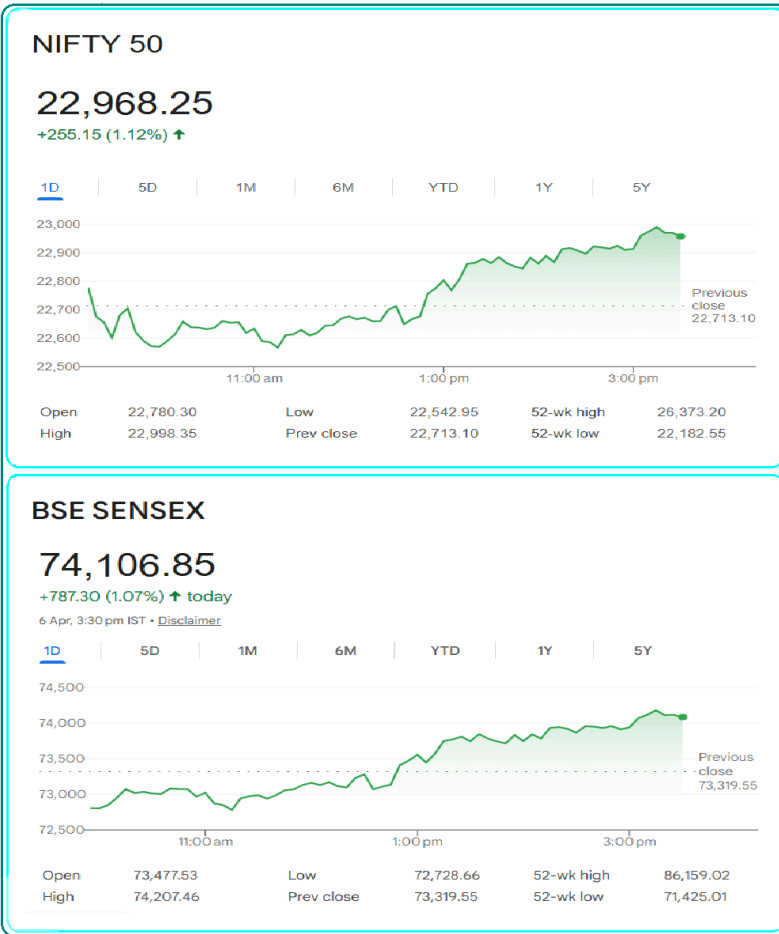 NIFTY 50
22,968.25
+255.15 (1.12%) ↑
1D 5D 1M 6M YTD 1Y 5Y
23,000
22,900
22,800
22,700
22,600
22,500
Previous
close
22,713.10
11:00 am 1:00 pm 3:00 pm
Open 22,780.30 Low 22,542.95 52-wk high 26,373.20
High 22,998.35 Prev close 22,713.10 52-wk low 22,182.55
BSE SENSEX
74,106.85
+787.30 (1.07%) ↑ today
6 Apr, 3:30 pm IST • Disclaimer
1D 5D 1M 6M YTD 1Y 5Y
74,500
74,000
73,500
73,000
72,500
Previous
close
73,319.55
11:00 am 1:00 pm 3:00 pm
Open 73,477.53 Low 72,728.66 52-wk high 86,159.02
High 74,207.46 Prev close 73,319.55 52-wk low 71,425.01